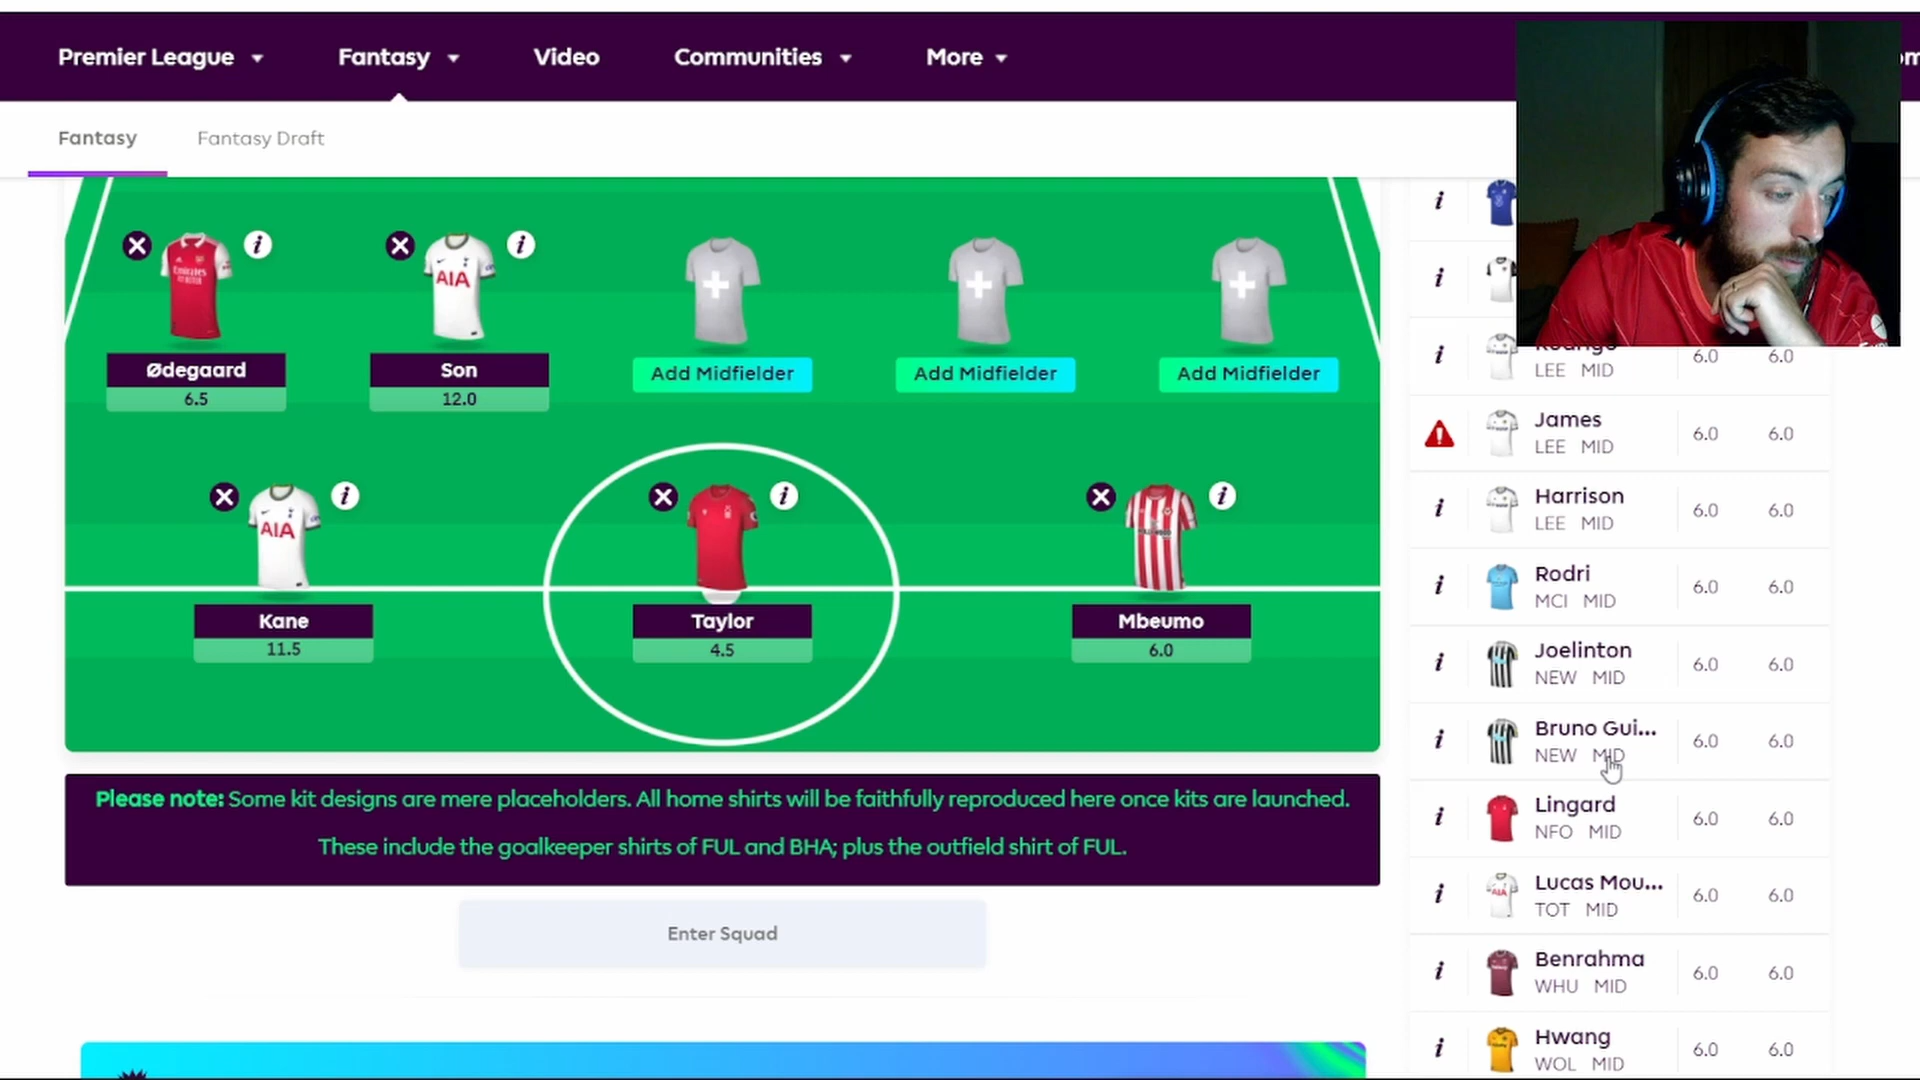 Premier League
Fantasy
Video
Communities
More
Fantasy
Fantasy Draft
Ødegaard
6.5
Son
12.0
Add Midfielder
Add Midfielder
Add Midfielder
AIA
AIA
Kane
11.5
Taylor
4.5
Mbeumo
6.0
Please note: Some kit designs are mere placeholders. All home shirts will be faithfully reproduced here once kits are launched.
These include the goalkeeper shirts of FUL and BHA; plus the outfield shirt of FUL.
Enter Squad
Rodrigo 6.0 6.0
LEE MID
James 6.0 6.0
LEE MID
Harrison 6.0 6.0
LEE MID
Rodri 6.0 6.0
MCI MID
Joelinton 6.0 6.0
NEW MID
Bruno Gui... 6.0 6.0
NEW MID
Lingard 6.0 6.0
NFO MID
Lucas Mou... 6.0 6.0
TOT MID
Benrahma 6.0 6.0
WHU MID
Hwang 6.0 6.0
WOL MID